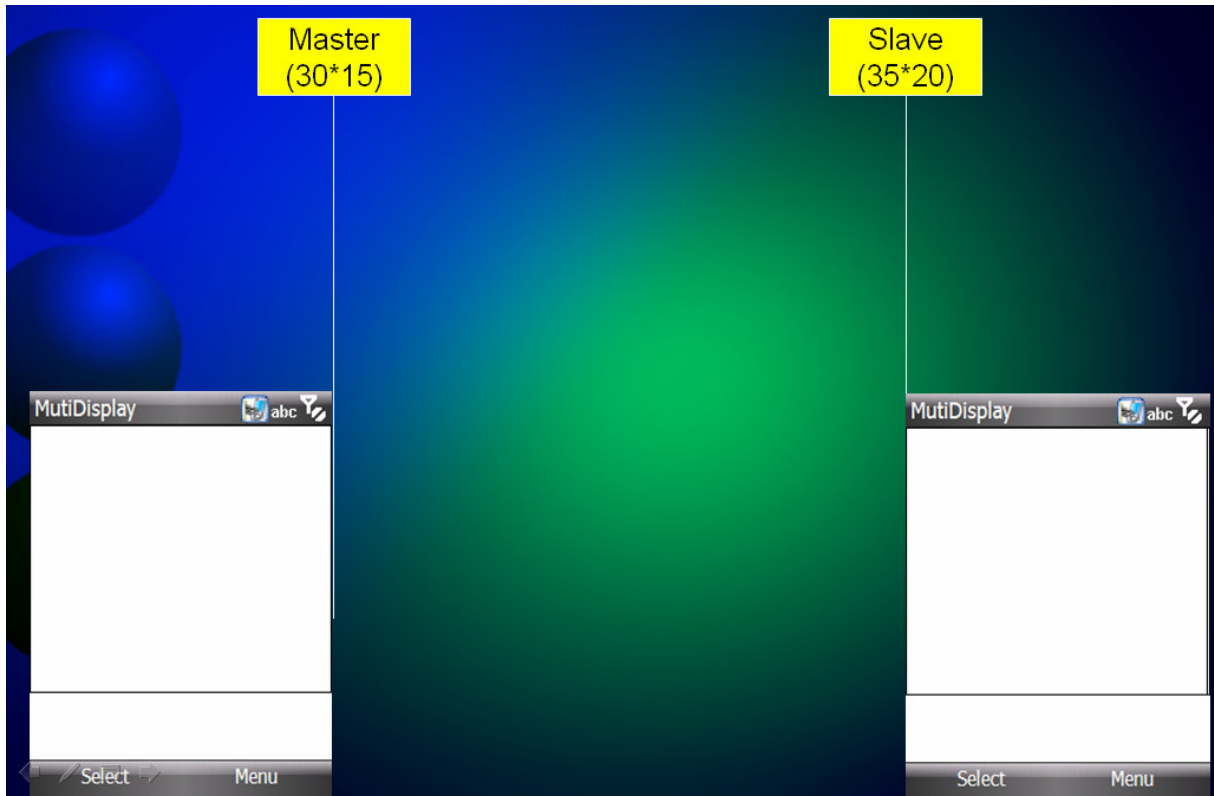 Master
(30*15)
Slave
(35*20)
MutiDisplay abc
Select Menu
MutiDisplay abc
Select Menu